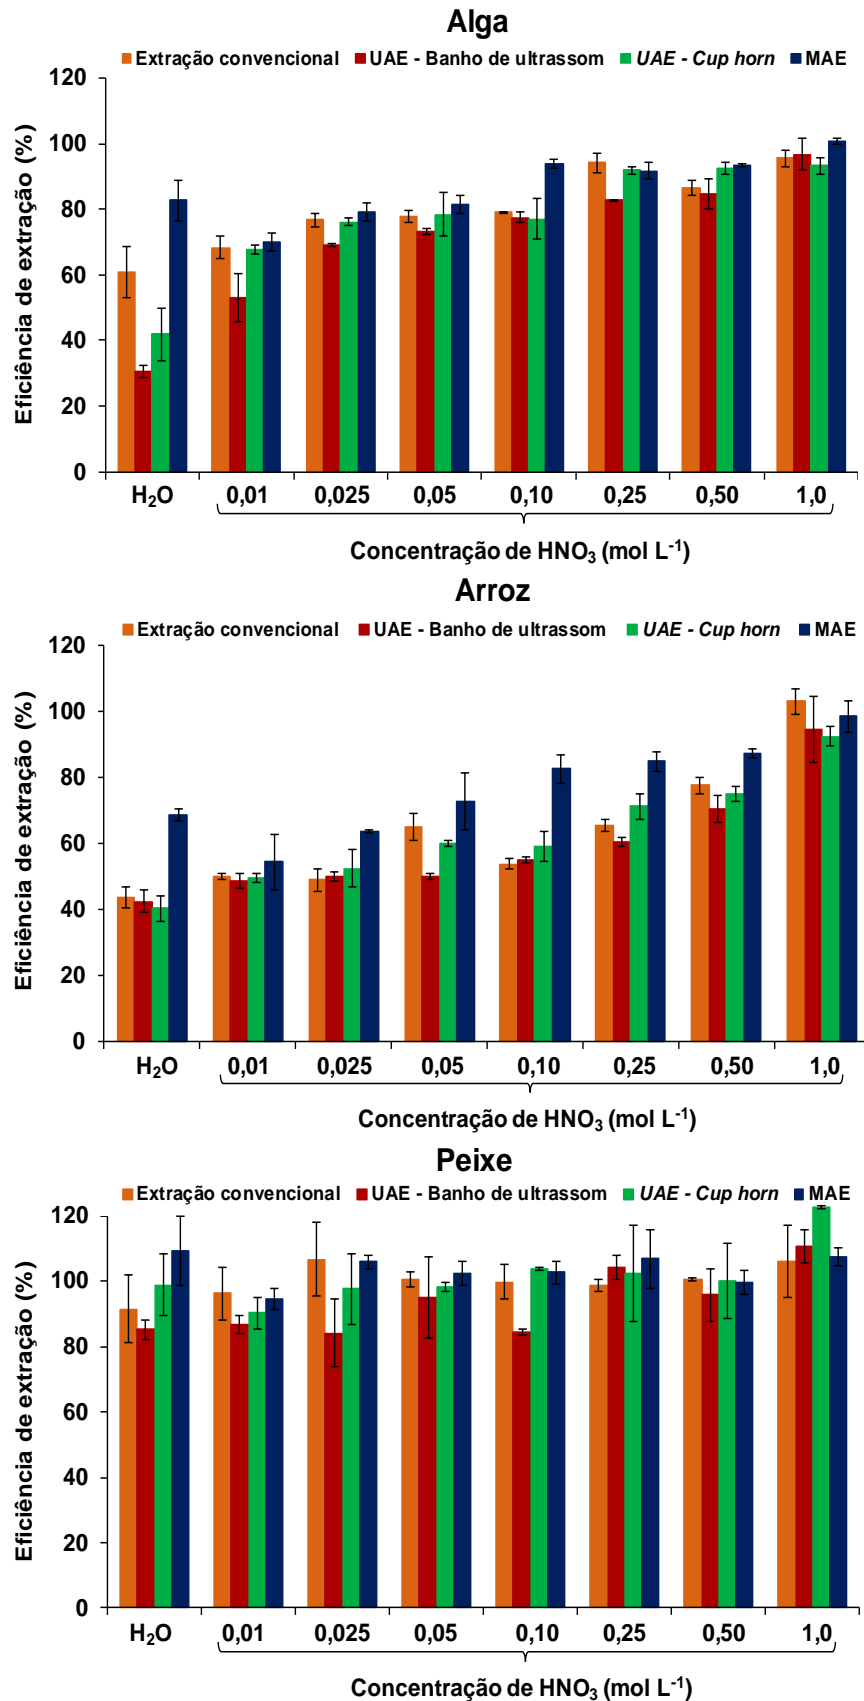 Alga
Extração convencional UAE - Banho de ultrassom UAE - Cup horn MAE
Eficiência de extração (%)
120
100
80
60
40
20
0
H₂O 0,01 0,025 0,05 0,10 0,25 0,50 1,0
Concentração de HNO₃ (mol L⁻¹)
Arroz
Extração convencional UAE - Banho de ultrassom UAE - Cup horn MAE
Eficiência de extração (%)
120
100
80
60
40
20
0
H₂O 0,01 0,025 0,05 0,10 0,25 0,50 1,0
Concentração de HNO₃ (mol L⁻¹)
Peixe
Extração convencional UAE - Banho de ultrassom UAE - Cup horn MAE
Eficiência de extração (%)
120
100
80
60
40
20
0
H₂O 0,01 0,025 0,05 0,10 0,25 0,50 1,0
Concentração de HNO₃ (mol L⁻¹)